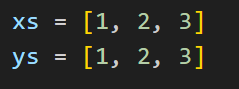 xs = [1, 2, 3]
ys = [1, 2, 3]